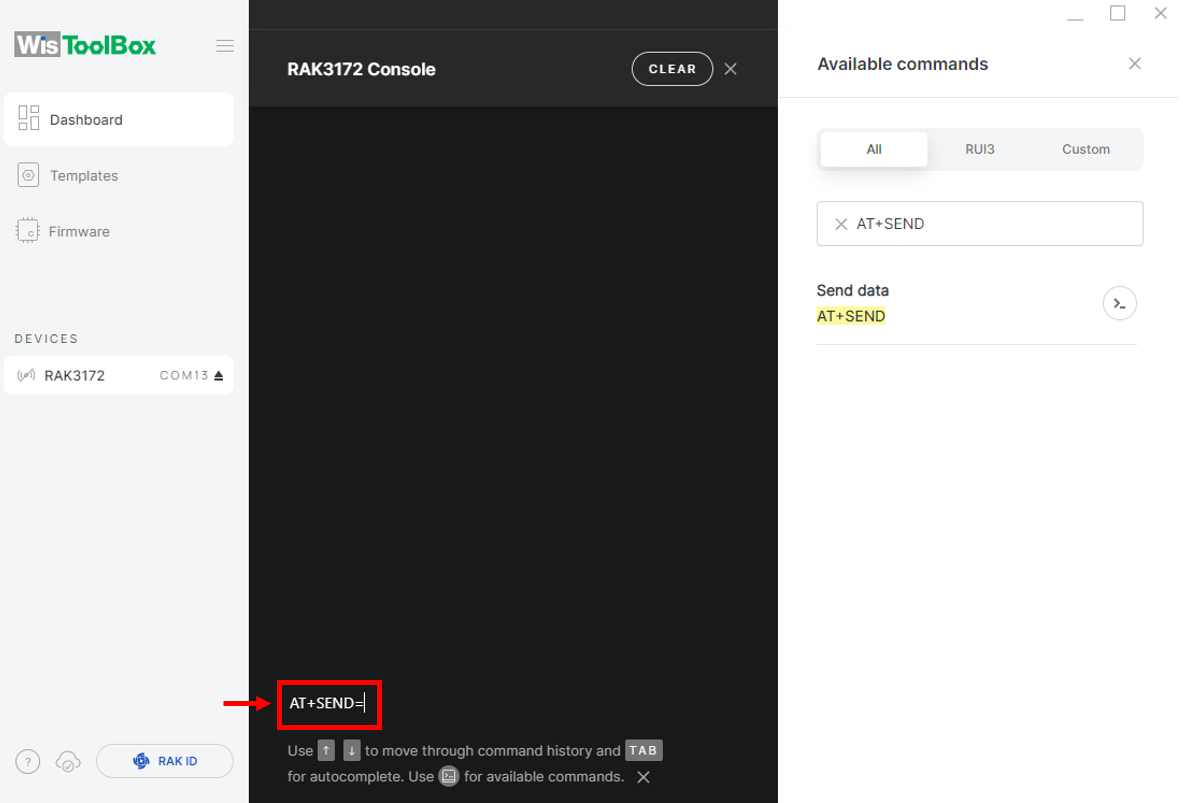 WisToolBox
Dashboard
Templates
Firmware
DEVICES
RAK3172 COM13
? RAK ID
RAK3172 Console CLEAR
AT+SEND=
Use ↑ ↓ to move through command history and TAB
for autocomplete. Use for available commands.
Available commands
All RUI3 Custom
AT+SEND
Send data
AT+SEND